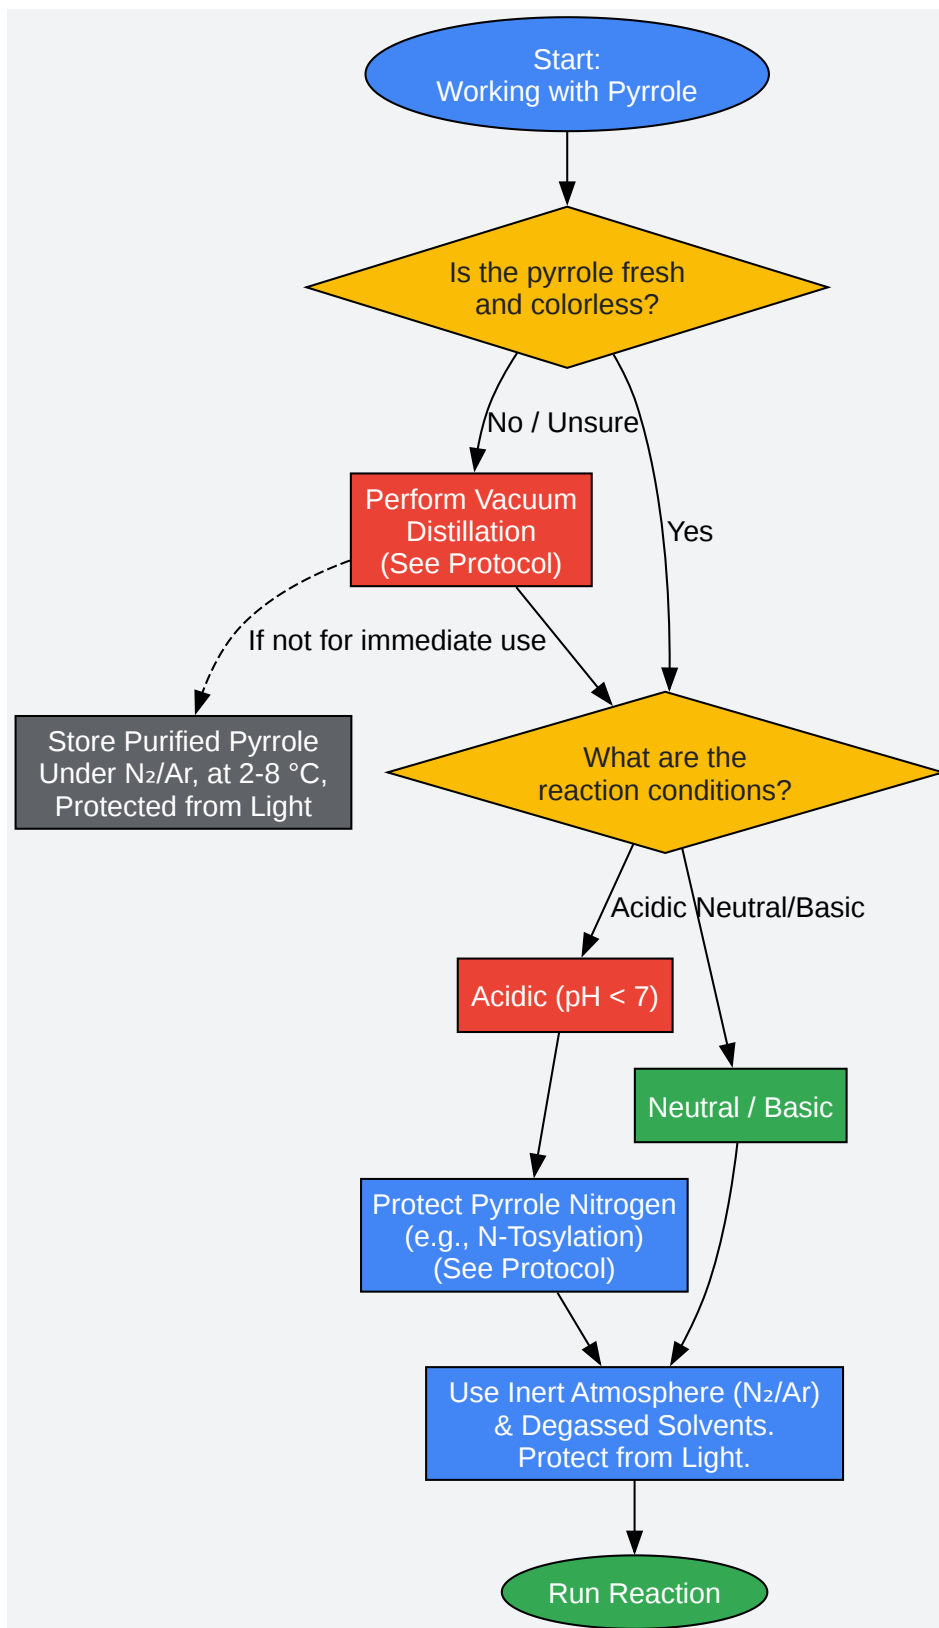 Start:
Working with Pyrrole
Is the pyrrole fresh
and colorless?
No / Unsure
Perform Vacuum
Distillation
(See Protocol)
Yes
If not for immediate use
Store Purified Pyrrole
Under N₂/Ar, at 2-8 °C,
Protected from Light
What are the
reaction conditions?
Acidic
Neutral/Basic
Acidic (pH < 7)
Neutral / Basic
Protect Pyrrole Nitrogen
(e.g., N-Tosylation)
(See Protocol)
Use Inert Atmosphere (N₂/Ar)
& Degassed Solvents.
Protect from Light.
Run Reaction